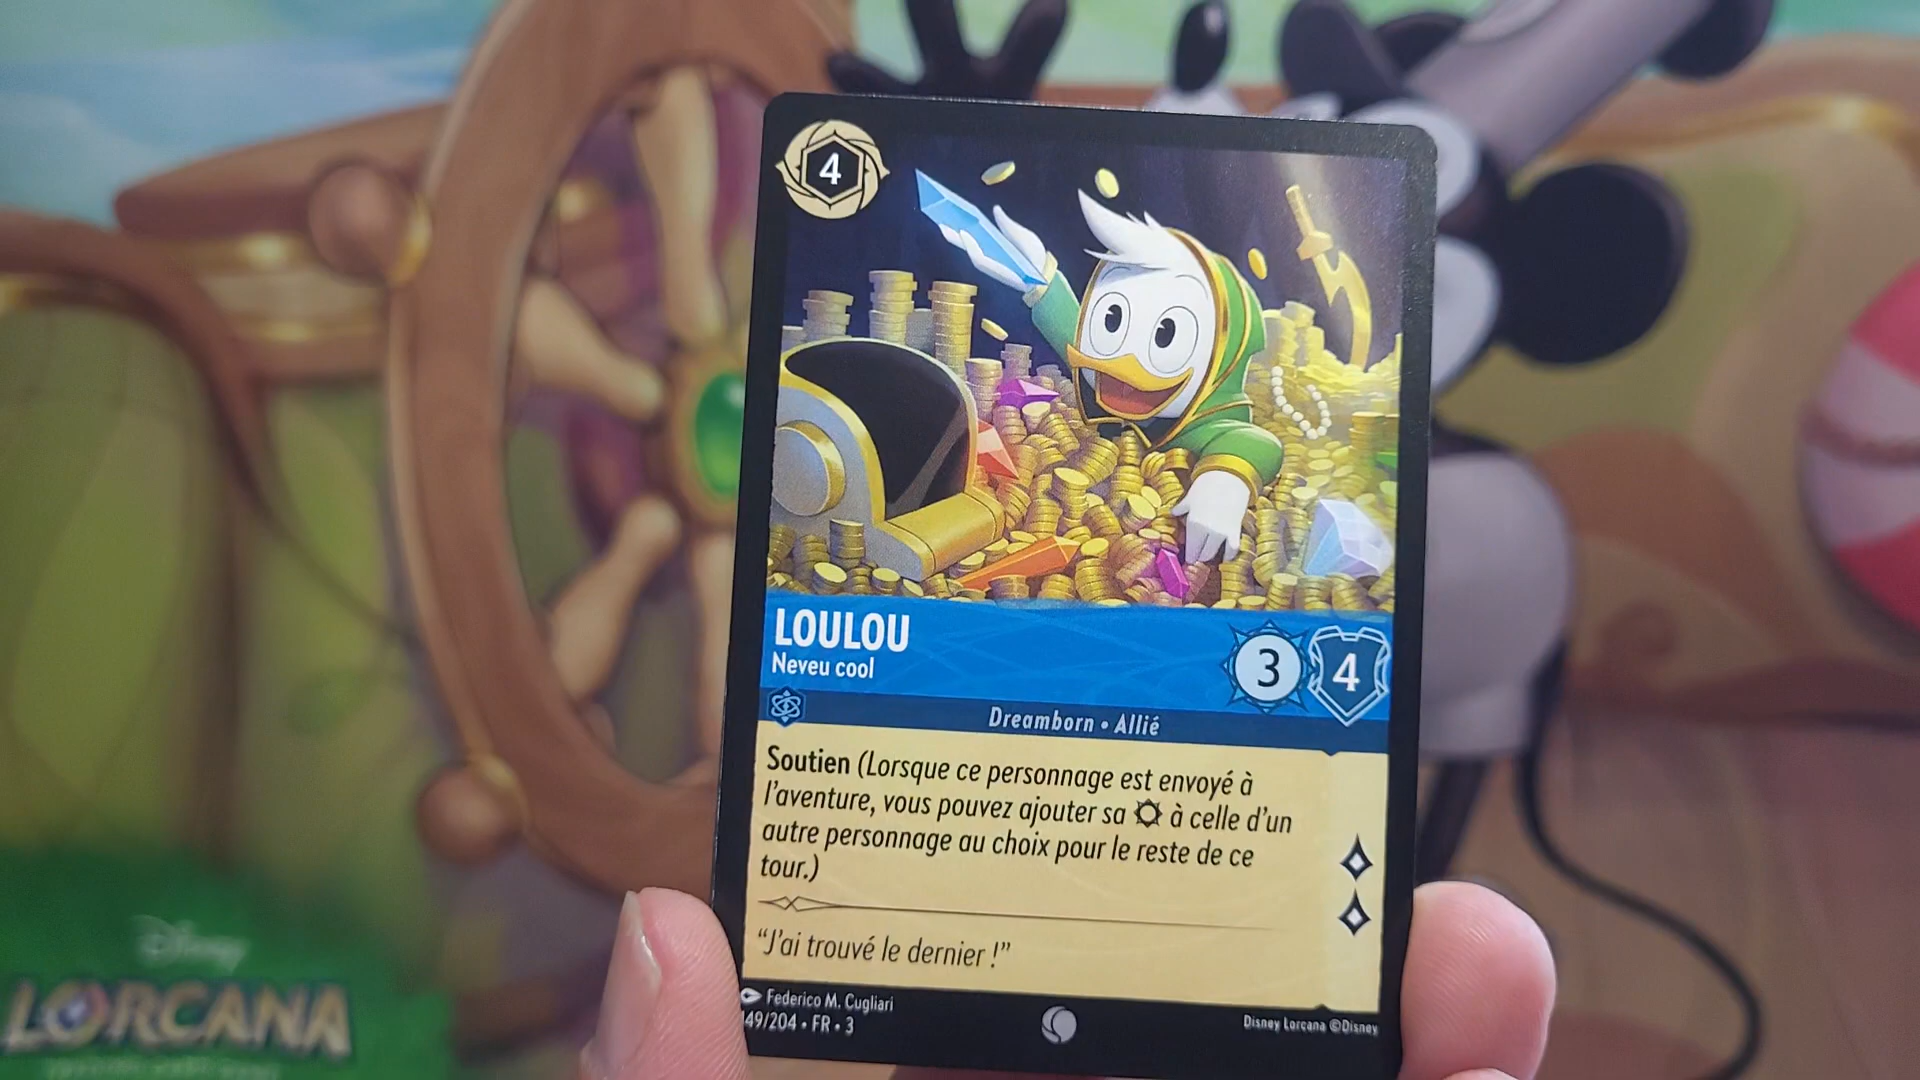 4
LOULOU
Neveu cool
3 4
Dreamborn • Allié
Soutien (Lorsque ce personnage est envoyé à
l'aventure, vous pouvez ajouter sa à celle d'un
autre personnage au choix pour le reste de ce
tour.)
“J'ai trouvé le dernier !”
Federico M. Cugliari
149/204 • FR • 3
Disney Lorcana ©Disney
Disney
LORCANA